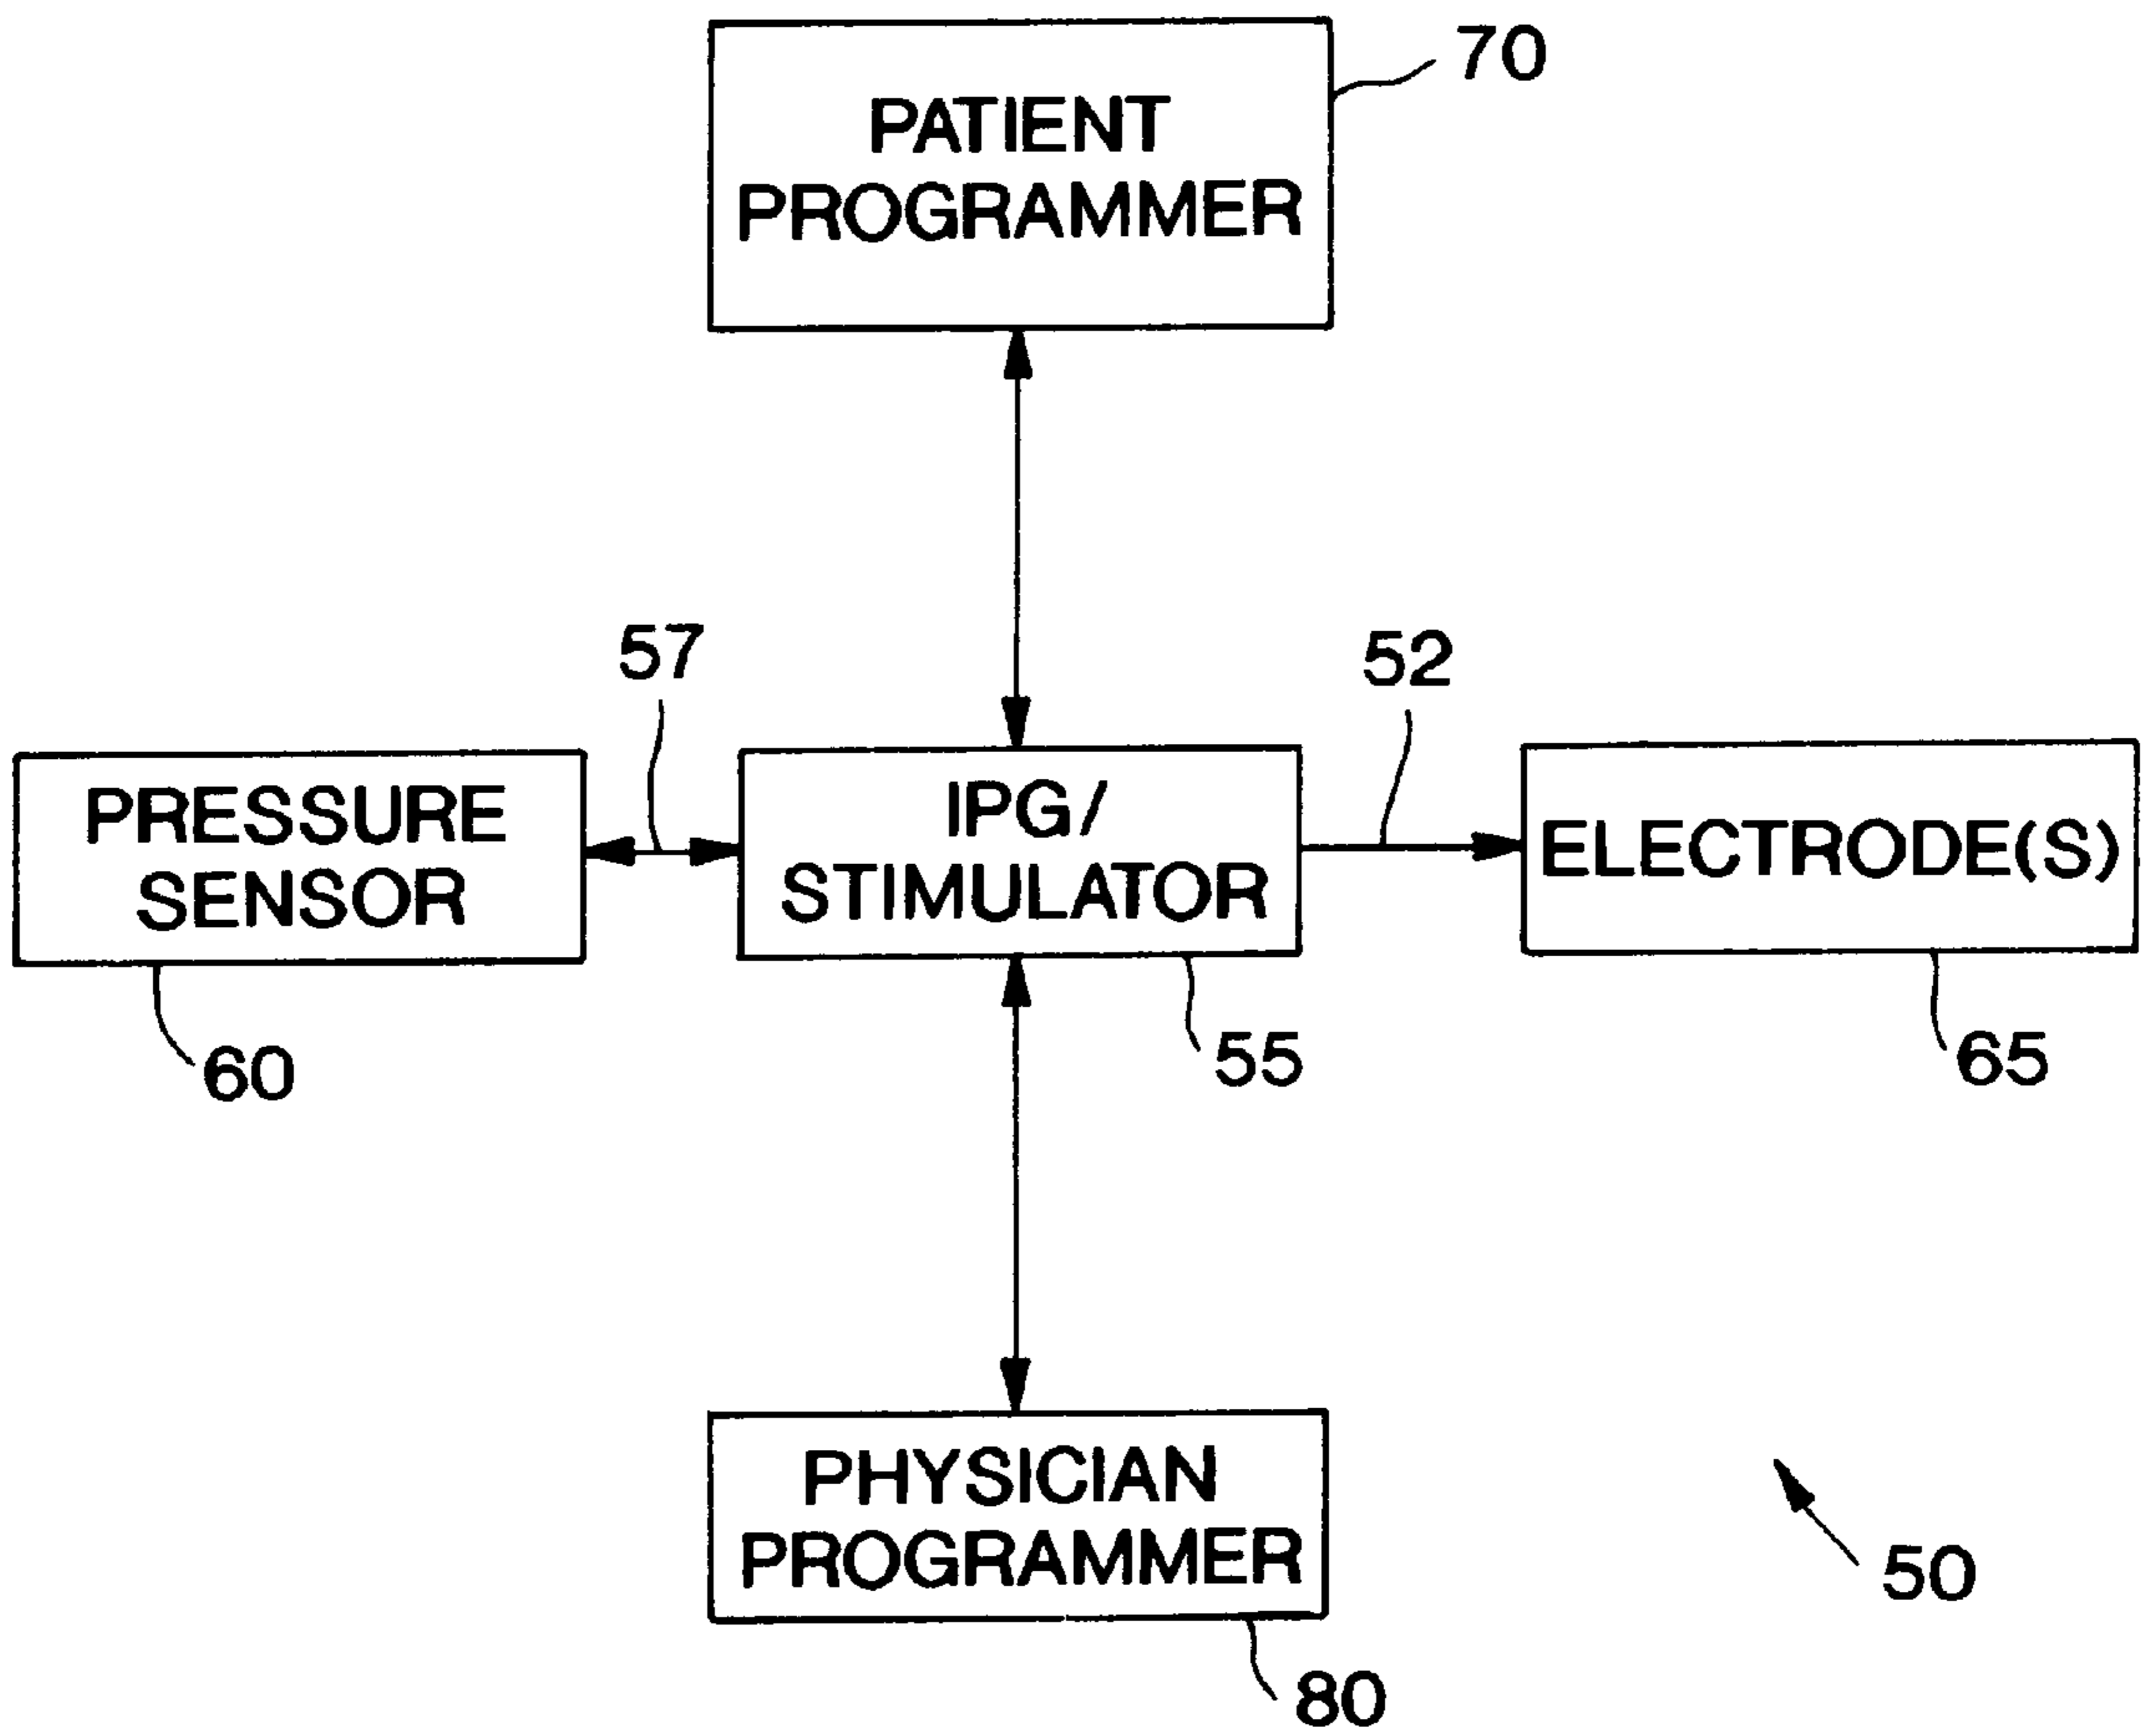 70
PATIENT
PROGRAMMER
57
52
PRESSURE
SENSOR
IPG/
STIMULATOR
ELECTRODE(S)
60
55
65
PHYSICIAN
PROGRAMMER
50
80